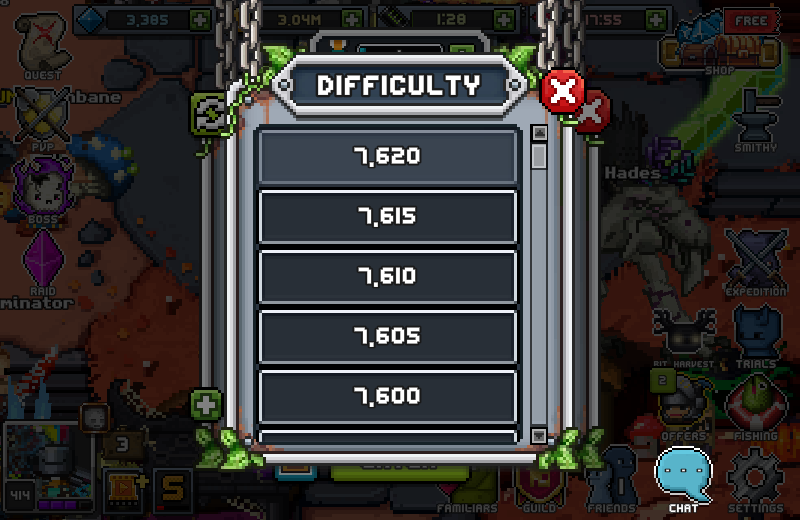 3,385
3.04M
1:28
17:55
FREE
QUEST
SHOP
DIFFICULTY
bane
PVP
SMITHY
7,620
Hades
7,615
BOSS
7,610
RAID
minator
EXPEDITION
7,605
TRIALS
7,600
2
OFFERS
FISHING
3
414
S
FAMILIARS
GUILD
FRIENDS
CHAT
SETTINGS